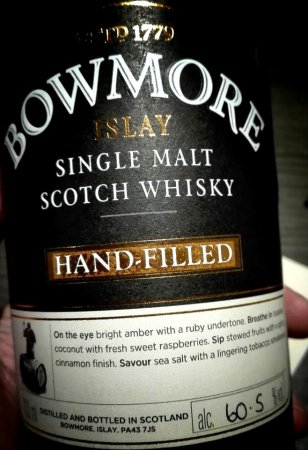 ESTD 1779
BOWMORE
ISLAY
SINGLE MALT
SCOTCH WHISKY
HAND-FILLED
On the eye bright amber with a ruby undertone. Breathe in
coconut with fresh sweet raspberries. Sip stewed fruits with a
cinnamon finish. Savour sea salt with a lingering tobacco
DISTILLED AND BOTTLED IN SCOTLAND
BOWMORE, ISLAY, PA43 7JS
alc. 60.5 %vol